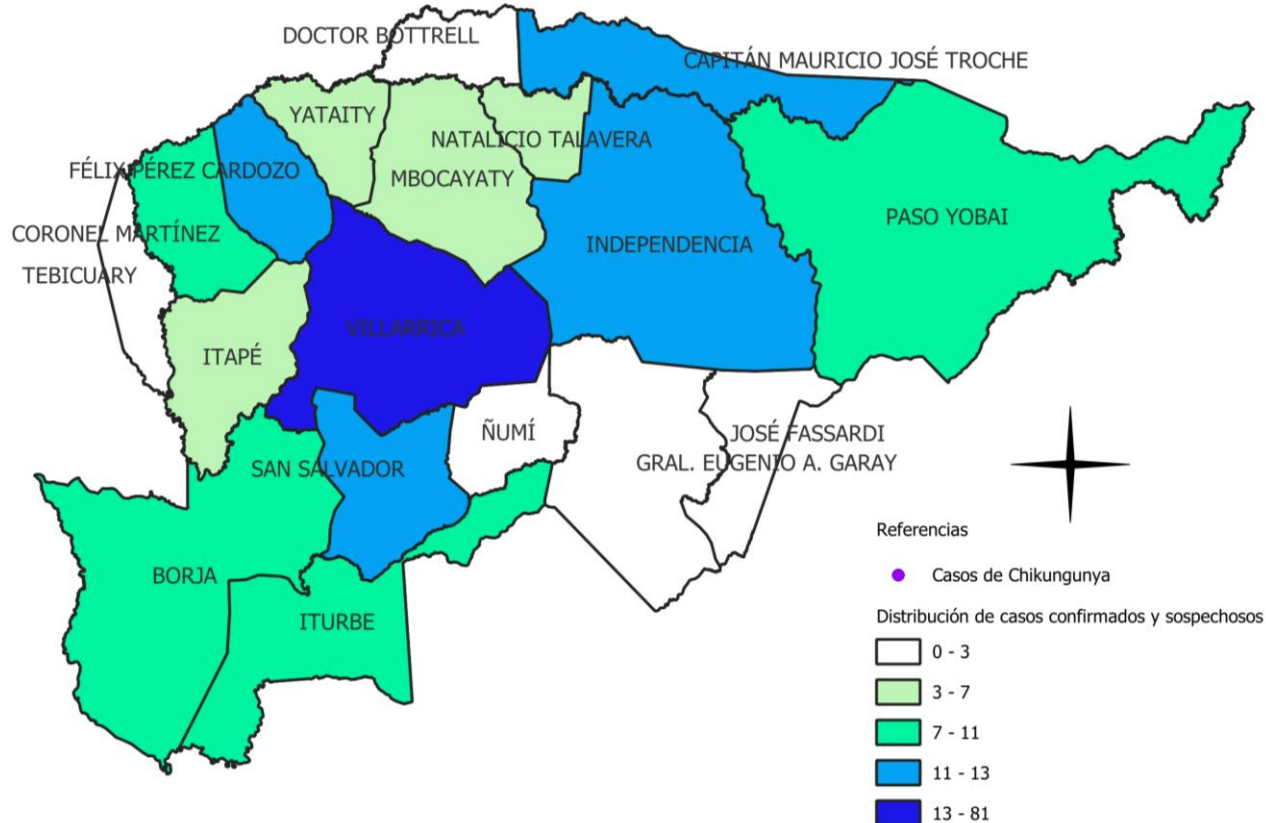 DOCTOR BOTTRELL
CAPITÁN MAURICIO JOSÉ TROCHE
YATAITY
NATALICIO TALAVERA
FÉLIX PÉREZ CARDOZO
MBOCAYATY
PASO YOBAI
CORONEL MARTÍNEZ
INDEPENDENCIA
TEBICUARY
VILLARRICA
ITAPÉ
ÑUMÍ
JOSÉ FASSARDI
SAN SALVADOR
GRAL. EUGENIO A. GARAY
BORJA
ITURBE
Referencias
Casos de Chikungunya
Distribución de casos confirmados y sospechosos
0 - 3
3 - 7
7 - 11
11 - 13
13 - 81